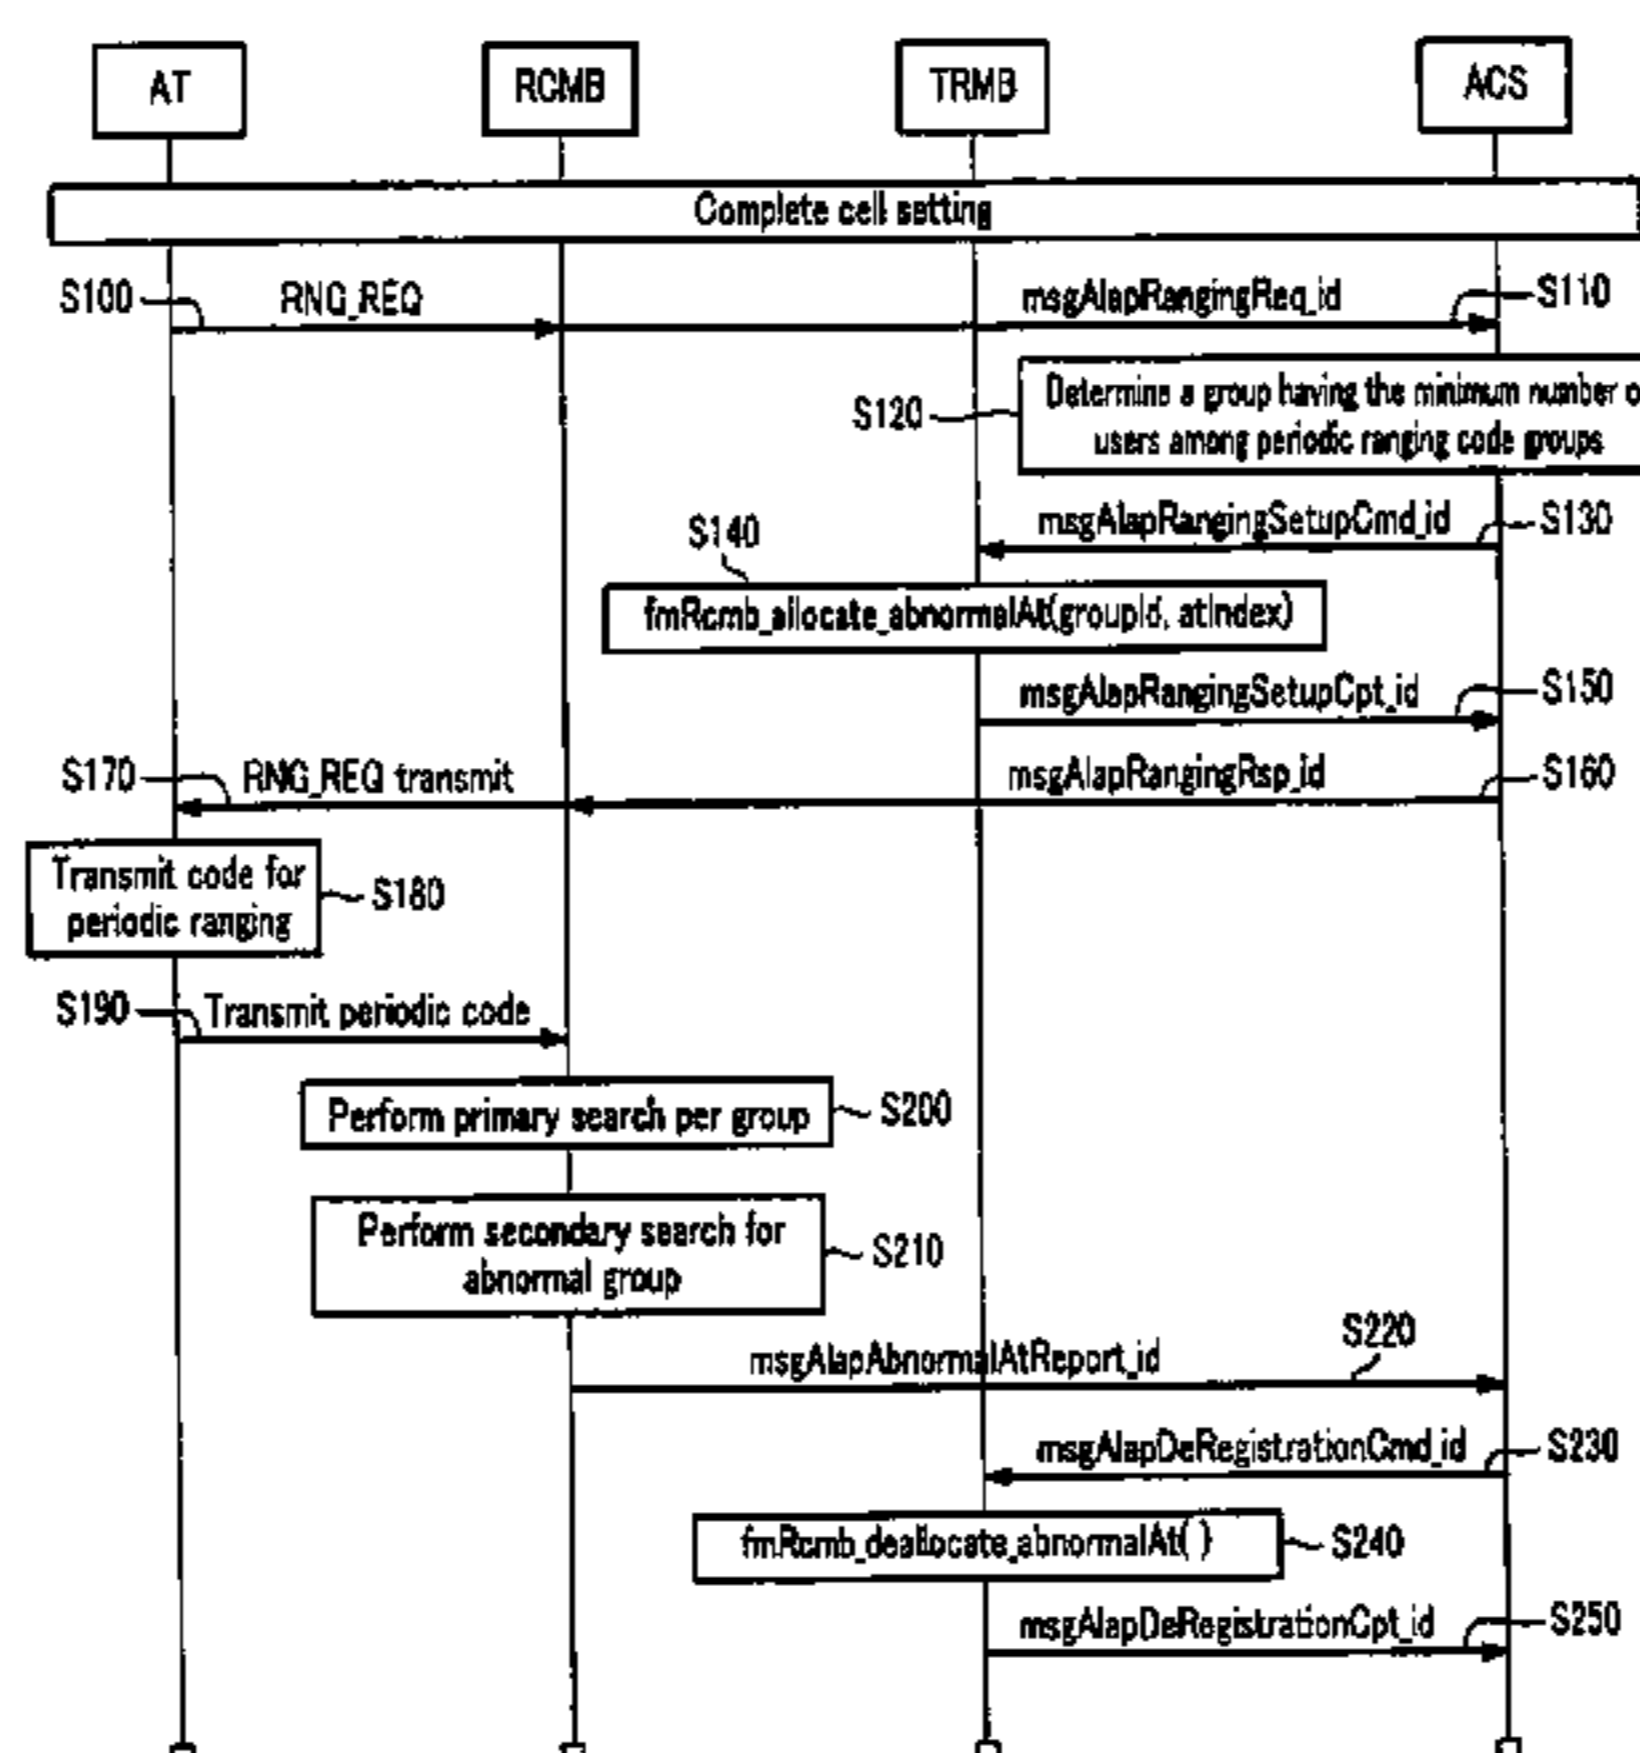 AT
RCMB
TRMB
ACS
Complete cell setting
S100
RNG_REQ
msgAlapRangingReq_id
S110
S120
Determine a group having the minimum number o
users among periodic ranging code groups
msgAlapRangingSetupCmd_id
S130
S140
fmRcmb_allocate_abnormalAt(groupId, atIndex)
msgAlapRangingSetupCpt_id
S150
S170
RNG_REQ transmit
msgAlapRangingRsp_id
S160
Transmit code for
periodic ranging
S180
S190
Transmit periodic code
Perform primary search per group
S200
Perform secondary search for
abnormal group
S210
msgAlapAbnormalAtReport_id
S220
msgAlapDeRegistrationCmd_id
S230
fmRcmb_deallocate_abnormalAt( )
S240
msgAlapDeRegistrationCpt_id
S250